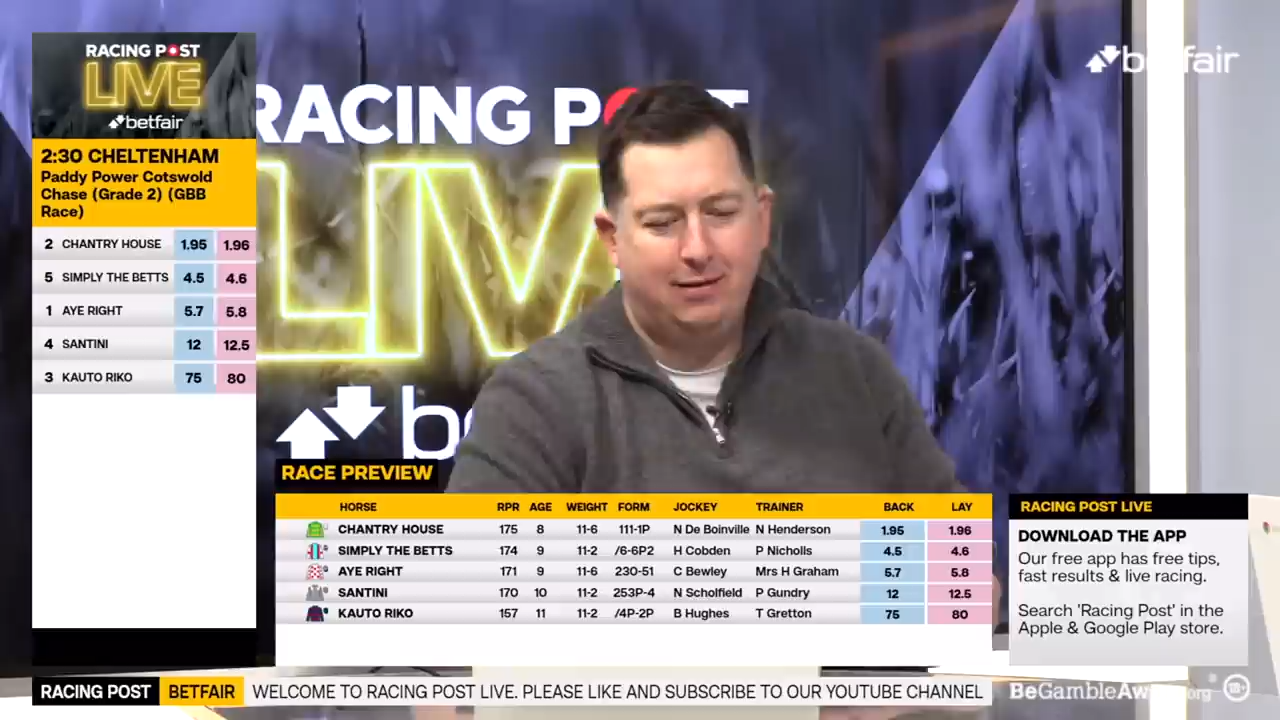 RACING POST
LIVE
betfair
2:30 CHELTENHAM
Paddy Power Cotswold
Chase (Grade 2) (GBB
Race)
2 CHANTRY HOUSE 1.95 1.96
5 SIMPLY THE BETTS 4.5 4.6
1 AYE RIGHT 5.7 5.8
4 SANTINI 12 12.5
3 KAUTO RIKO 75 80
betfair
RACING POST
LIV
be
RACE PREVIEW
HORSE RPR AGE WEIGHT FORM JOCKEY TRAINER BACK LAY
CHANTRY HOUSE 175 8 11-6 111-1P N De Boinville N Henderson 1.95 1.96
SIMPLY THE BETTS 174 9 11-2 /6-6P2 H Cobden P Nicholls 4.5 4.6
AYE RIGHT 171 9 11-6 230-51 C Bewley Mrs H Graham 5.7 5.8
SANTINI 170 10 11-2 253P-4 N Scholfield P Gundry 12 12.5
KAUTO RIKO 157 11 11-2 /4P-2P B Hughes T Gretton 75 80
RACING POST LIVE
DOWNLOAD THE APP
Our free app has free tips,
fast results & live racing.
Search 'Racing Post' in the
Apple & Google Play store.
RACING POST BETFAIR WELCOME TO RACING POST LIVE. PLEASE LIKE AND SUBSCRIBE TO OUR YOUTUBE CHANNEL
BeGambleAware.org 18+